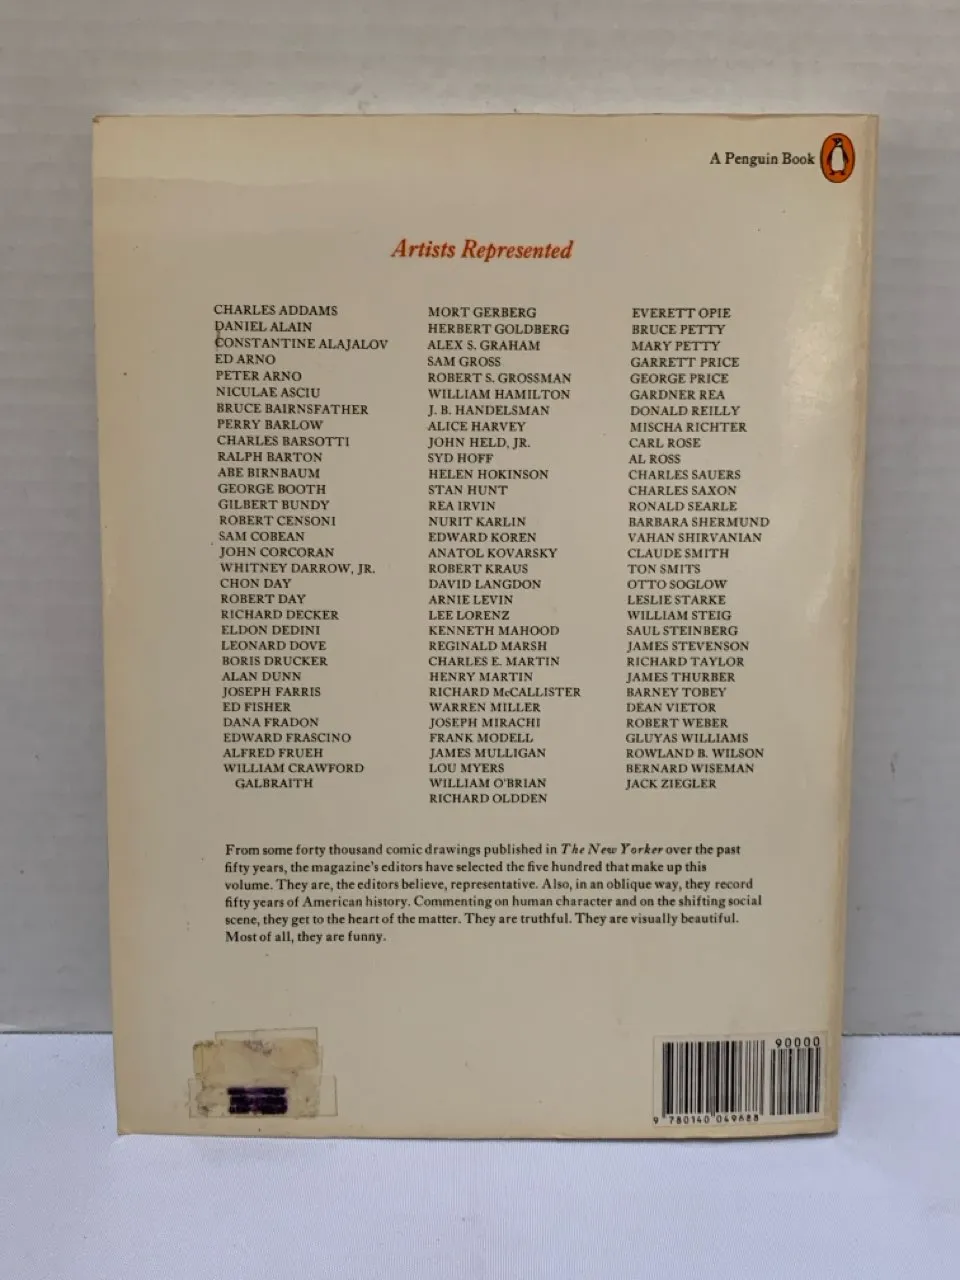 A Penguin Book
Artists Represented
CHARLES ADDAMS
DANIEL ALAIN
CONSTANTINE ALAJALOV
ED ARNO
PETER ARNO
NICULAE ASCIU
BRUCE BAIRNSFATHER
PERRY BARLOW
CHARLES BARSOTTI
RALPH BARTON
ABE BIRNBAUM
GEORGE BOOTH
GILBERT BUNDY
ROBERT CENSONI
SAM COBEAN
JOHN CORCORAN
WHITNEY DARROW, JR.
CHON DAY
ROBERT DAY
RICHARD DECKER
ELDON DEDINI
LEONARD DOVE
BORIS DRUCKER
ALAN DUNN
JOSEPH FARRIS
ED FISHER
DANA FRADON
EDWARD FRASCINO
ALFRED FRUEH
WILLIAM CRAWFORD
GALBRAITH
MORT GERBERG
HERBERT GOLDBERG
ALEX S. GRAHAM
SAM GROSS
ROBERT S. GROSSMAN
WILLIAM HAMILTON
J. B. HANDELSMAN
ALICE HARVEY
JOHN HELD, JR.
SYD HOFF
HELEN HOKINSON
STAN HUNT
REA IRVIN
NURIT KARLIN
EDWARD KOREN
ANATOL KOVARSKY
ROBERT KRAUS
DAVID LANGDON
ARNIE LEVIN
LEE LORENZ
KENNETH MAHOOD
REGINALD MARSH
CHARLES E. MARTIN
HENRY MARTIN
RICHARD McCALLISTER
WARREN MILLER
JOSEPH MIRACHI
FRANK MODELL
JAMES MULLIGAN
LOU MYERS
WILLIAM O'BRIAN
RICHARD OLDDEN
EVERETT OPIE
BRUCE PETTY
MARY PETTY
GARRETT PRICE
GEORGE PRICE
GARDNER REA
DONALD REILLY
MISCHA RICHTER
CARL ROSE
AL ROSS
CHARLES SAUERS
CHARLES SAXON
RONALD SEARLE
BARBARA SHERMUND
VAHAN SHIRVANIAN
CLAUDE SMITH
TON SMITS
OTTO SOGLOW
LESLIE STARKE
WILLIAM STEIG
SAUL STEINBERG
JAMES STEVENSON
RICHARD TAYLOR
JAMES THURBER
BARNEY TOBEY
DEAN VIETOR
ROBERT WEBER
GLUYAS WILLIAMS
ROWLAND B. WILSON
BERNARD WISEMAN
JACK ZIEGLER
From some forty thousand comic drawings published in The New Yorker over the past
fifty years, the magazine's editors have selected the five hundred that make up this
volume. They are, the editors believe, representative. Also, in an oblique way, they record
fifty years of American history. Commenting on human character and on the shifting social
scene, they get to the heart of the matter. They are truthful. They are visually beautiful.
Most of all, they are funny.
90000
9 780140 049688